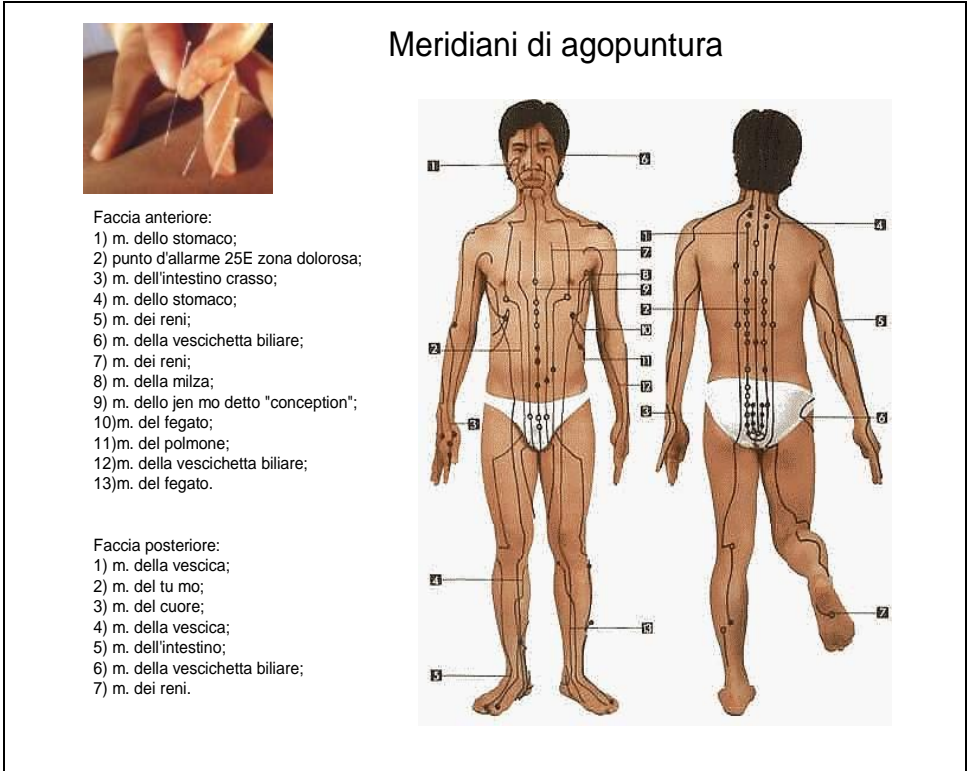 Meridiani di agopuntura
Faccia anteriore:
1) m. dello stomaco;
2) punto d'allarme 25E zona dolorosa;
3) m. dell'intestino crasso;
4) m. dello stomaco;
5) m. dei reni;
6) m. della vescichetta biliare;
7) m. dei reni;
8) m. della milza;
9) m. dello jen mo detto "conception";
10)m. del fegato;
11)m. del polmone;
12)m. della vescichetta biliare;
13)m. del fegato.
Faccia posteriore:
1) m. della vescica;
2) m. del tu mo;
3) m. del cuore;
4) m. della vescica;
5) m. dell'intestino;
6) m. della vescichetta biliare;
7) m. dei reni.
1
6
7
8
9
2
10
11
12
3
4
13
5
1
4
2
5
3
6
7